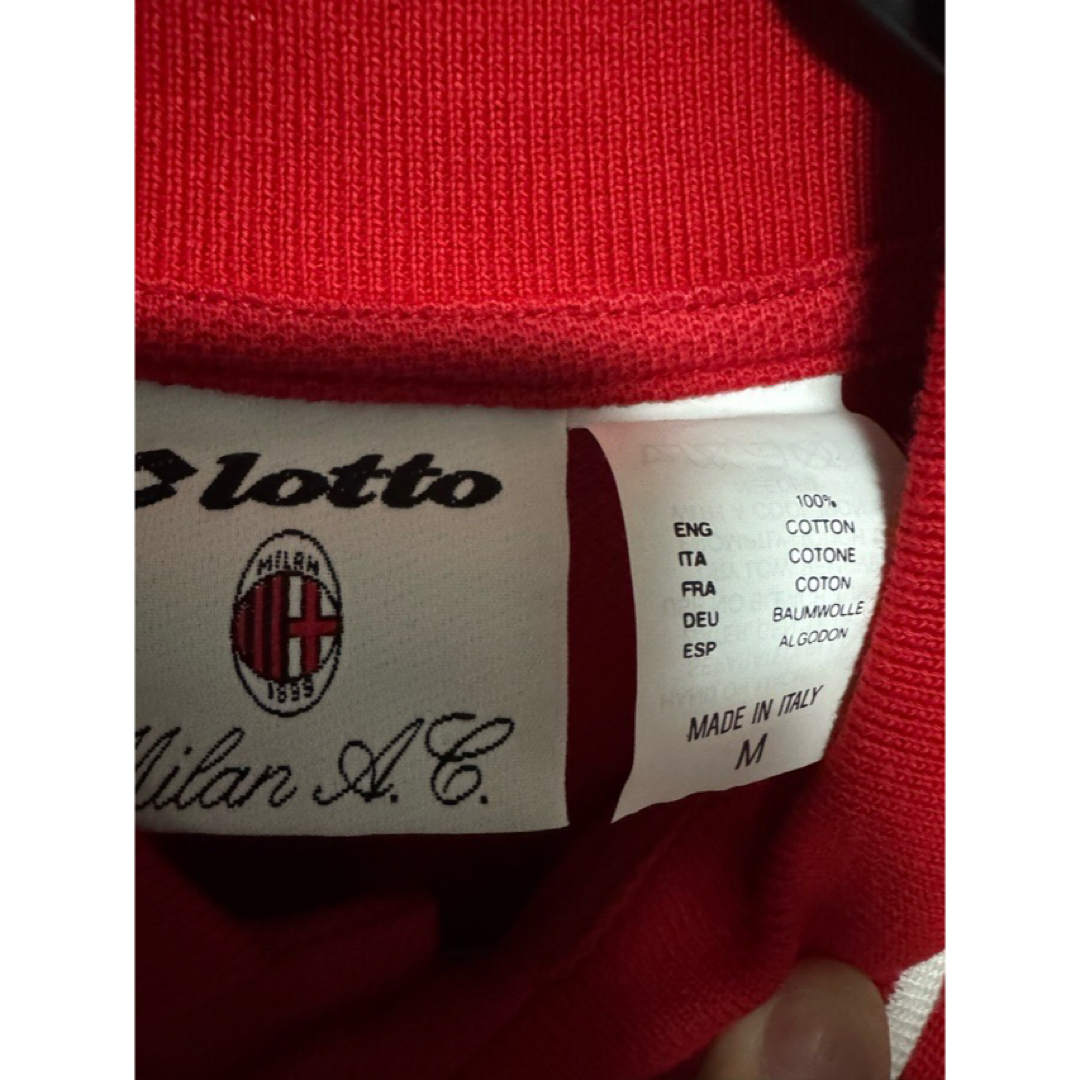 lotto
MILAN
1899
Milan A.C.
100%
ENG COTTON
ITA COTONE
FRA COTON
DEU BAUMWOLLE
ESP ALGODON
MADE IN ITALY
M